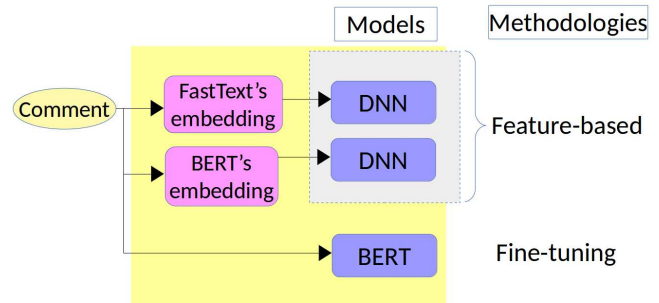 Models
Methodologies
Comment
FastText's
embedding
DNN
BERT's
embedding
DNN
Feature-based
BERT
Fine-tuning